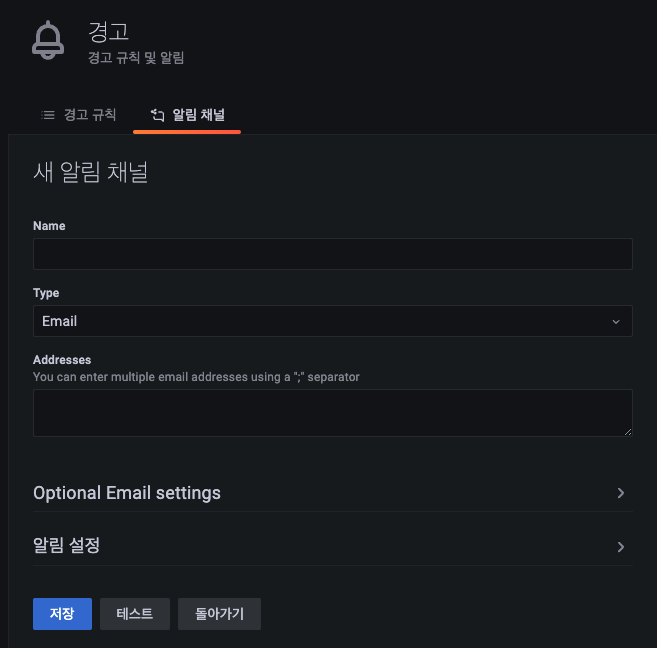 경고
경고 규칙 및 알림
경고 규칙
알림 채널
새 알림 채널
Name
Type
Email
Addresses
You can enter multiple email addresses using a ";" separator
Optional Email settings
알림 설정
저장
테스트
돌아가기